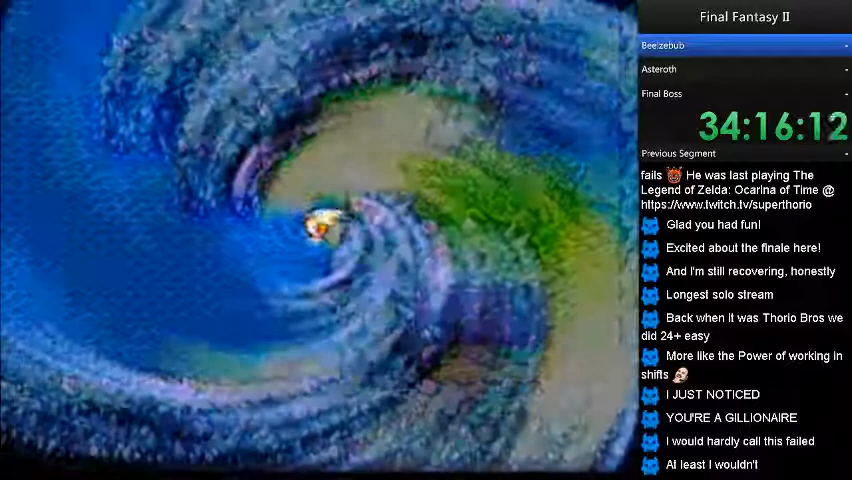 Final Fantasy II
Beelzebub -
Asteroth -
Final Boss -
34:16:12
Previous Segment -
fails He was last playing The
Legend of Zelda: Ocarina of Time @
https://www.twitch.tv/superthorio
Glad you had fun!
Excited about the finale here!
And I'm still recovering, honestly
Longest solo stream
Back when it was Thorio Bros we
did 24+ easy
More like the Power of working in
shifts
I JUST NOTICED
YOU'RE A GILLIONAIRE
I would hardly call this failed
At least I wouldn't